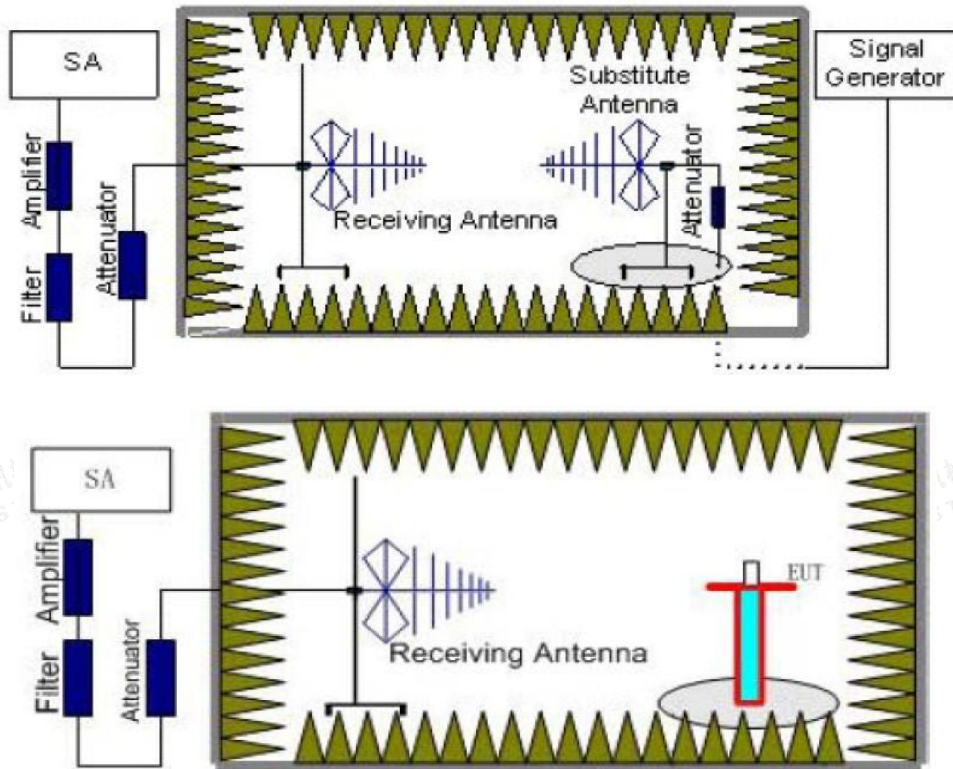 SA
Signal
Generator
Substitute
Antenna
Amplifier
Filter
Attenuator
Receiving Antenna
Attenuator
SA
Amplifier
Filter
Attenuator
EUT
Receiving Antenna